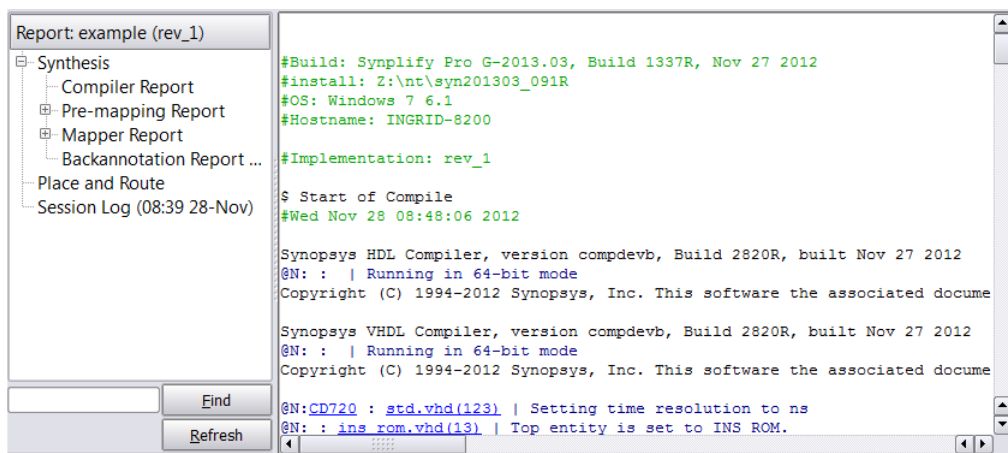 Report: example (rev_1)
Synthesis
Compiler Report
Pre-mapping Report
Mapper Report
Backannotation Report ...
Place and Route
Session Log (08:39 28-Nov)
Find
Refresh
#Build: Synplify Pro G-2013.03, Build 1337R, Nov 27 2012
#install: Z:\nt\syn201303_091R
#OS: Windows 7 6.1
#Hostname: INGRID-8200
#Implementation: rev_1
$ Start of Compile
#Wed Nov 28 08:48:06 2012
Synopsys HDL Compiler, version compdevb, Build 2820R, built Nov 27 2012
@N: :  | Running in 64-bit mode
Copyright (C) 1994-2012 Synopsys, Inc. This software the associated docume
Synopsys VHDL Compiler, version compdevb, Build 2820R, built Nov 27 2012
@N: :  | Running in 64-bit mode
Copyright (C) 1994-2012 Synopsys, Inc. This software the associated docume
@N:CD720 : std.vhd(123) | Setting time resolution to ns
@N: : ins_rom.vhd(13) | Top entity is set to INS_ROM.